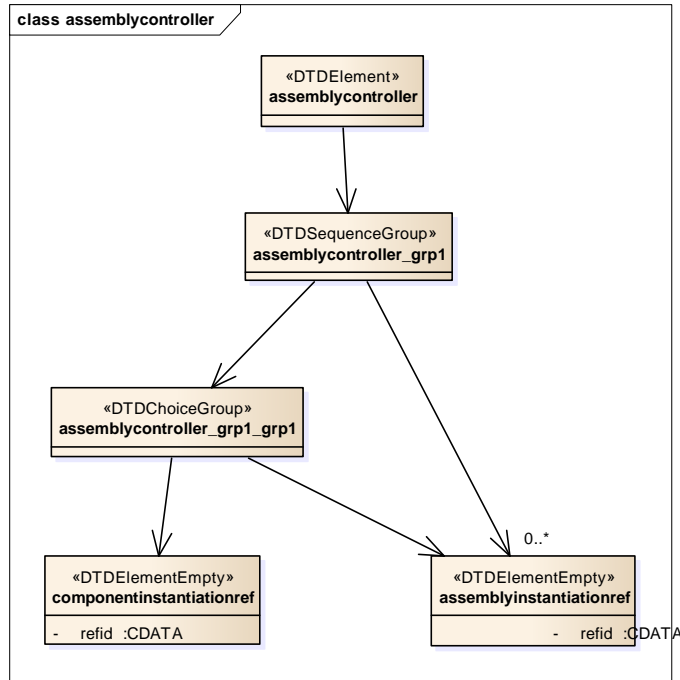 class assemblycontroller
«DTDElement»
assemblycontroller
«DTDSequenceGroup»
assemblycontroller_grp1
«DTDChoiceGroup»
assemblycontroller_grp1_grp1
0..*
«DTDElementEmpty»
componentinstantiationref
- refid :CDATA
«DTDElementEmpty»
assemblyinstantiationref
- refid :CDATA